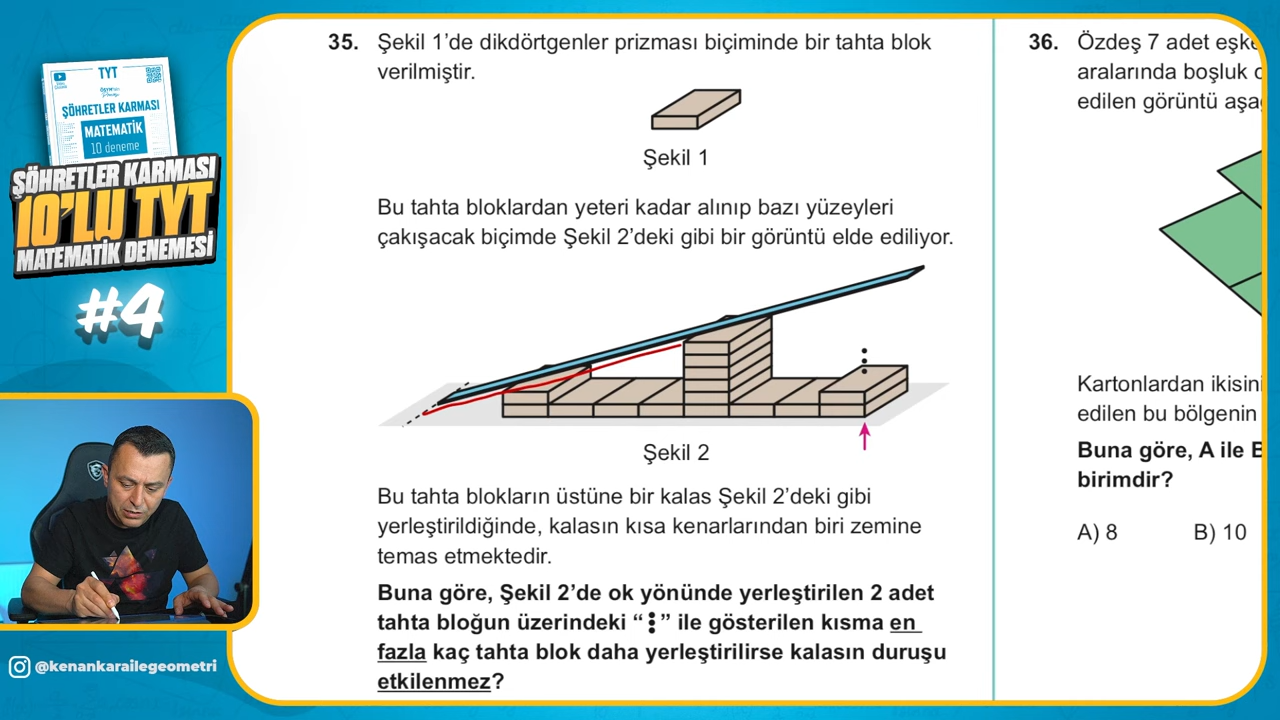 TYT
ŞÖHRETLER KARMASI
MATEMATİK
10 deneme
ŞÖHRETLER KARMASI
10'LU TYT
MATEMATİK DENEMESİ
#4
@kenankarailegeometri
35. Şekil 1'de dikdörtgenler prizması biçiminde bir tahta blok
verilmiştir.
Şekil 1
Bu tahta bloklardan yeteri kadar alınıp bazı yüzeyleri
çakışacak biçimde Şekil 2'deki gibi bir görüntü elde ediliyor.
Şekil 2
Bu tahta blokların üstüne bir kalas Şekil 2'deki gibi
yerleştirildiğinde, kalasın kısa kenarlarından biri zemine
temas etmektedir.
Buna göre, Şekil 2'de ok yönünde yerleştirilen 2 adet
tahta bloğun üzerindeki “⋮” ile gösterilen kısma en
fazla kaç tahta blok daha yerleştirilirse kalasın duruşu
etkilenmez?
36. Özdeş 7 adet eşke
aralarında boşluk
edilen görüntü aşa
Kartonlardan ikisini
edilen bu bölgenin
Buna göre, A ile B
birimdir?
A) 8 B) 10